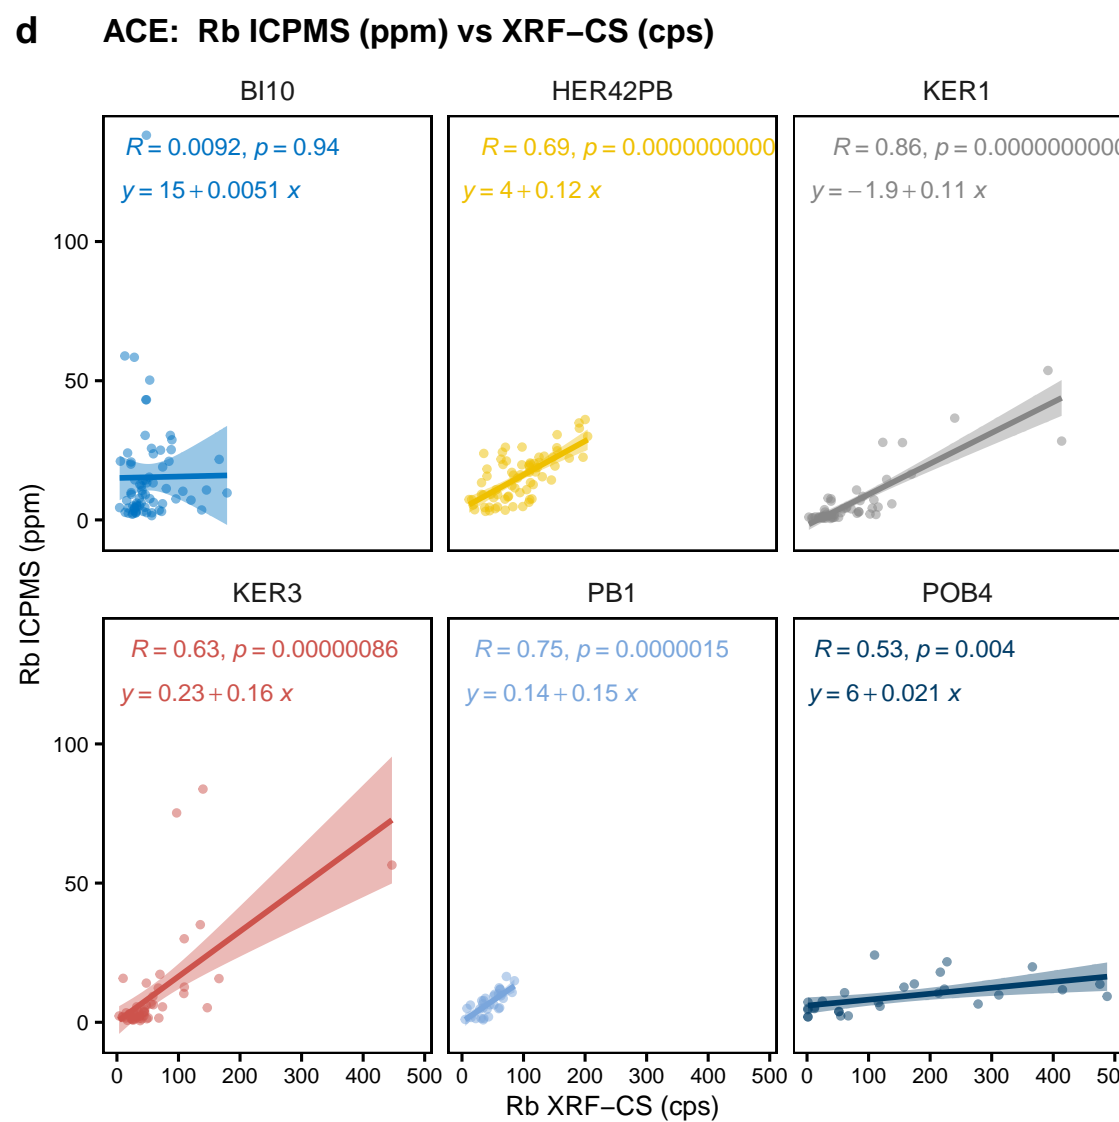 d ACE: Rb ICPMS (ppm) vs XRF−CS (cps)
BI10 HER42PB KER1
R = 0.0092, p = 0.94 R = 0.69, p = 0.0000000000 R = 0.86, p = 0.0000000000
y = 15 + 0.0051 x y = 4 + 0.12 x y = −1.9 + 0.11 x
100
50
0
Rb ICPMS (ppm)
KER3 PB1 POB4
R = 0.63, p = 0.00000086 R = 0.75, p = 0.0000015 R = 0.53, p = 0.004
y = 0.23 + 0.16 x y = 0.14 + 0.15 x y = 6 + 0.021 x
100
50
0
0 100 200 300 400 500 0 100 200 300 400 500 0 100 200 300 400 50
Rb XRF−CS (cps)